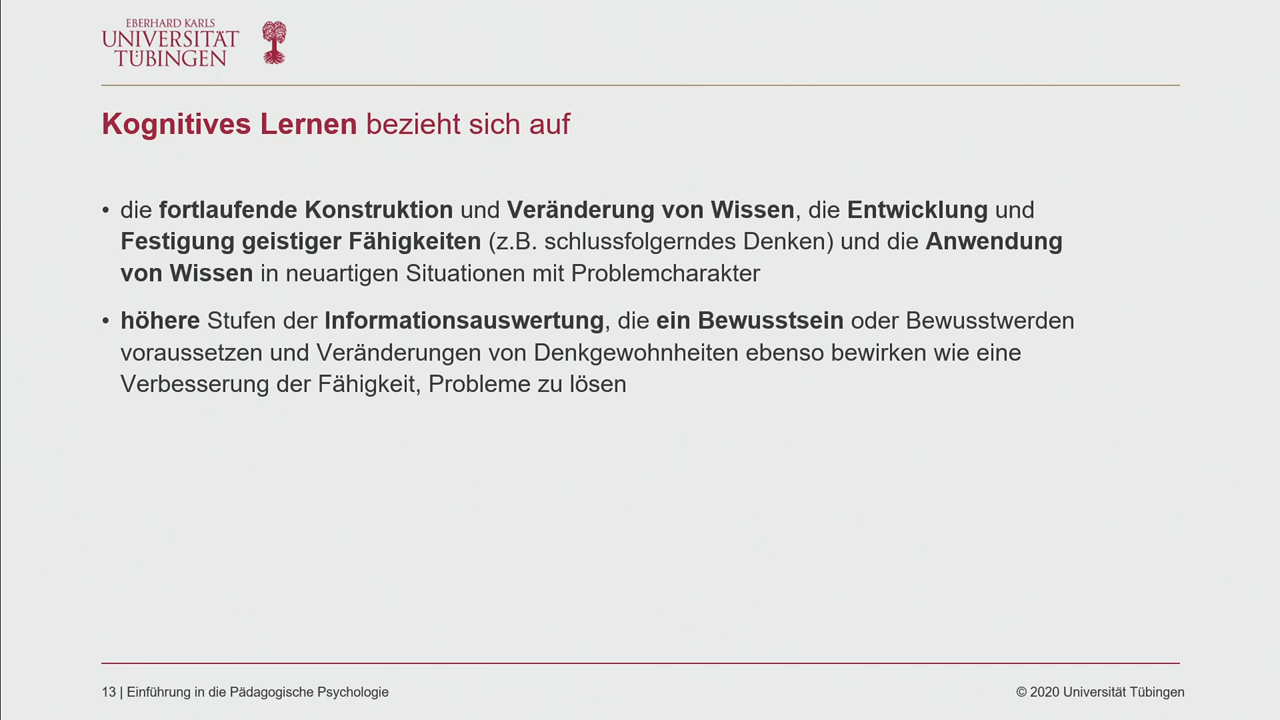 EBERHARD KARLS
UNIVERSITÄT
TÜBINGEN
Kognitives Lernen bezieht sich auf
• die fortlaufende Konstruktion und Veränderung von Wissen, die Entwicklung und
Festigung geistiger Fähigkeiten (z.B. schlussfolgerndes Denken) und die Anwendung
von Wissen in neuartigen Situationen mit Problemcharakter
• höhere Stufen der Informationsauswertung, die ein Bewusstsein oder Bewusstwerden
voraussetzen und Veränderungen von Denkgewohnheiten ebenso bewirken wie eine
Verbesserung der Fähigkeit, Probleme zu lösen
13 | Einführung in die Pädagogische Psychologie
© 2020 Universität Tübingen